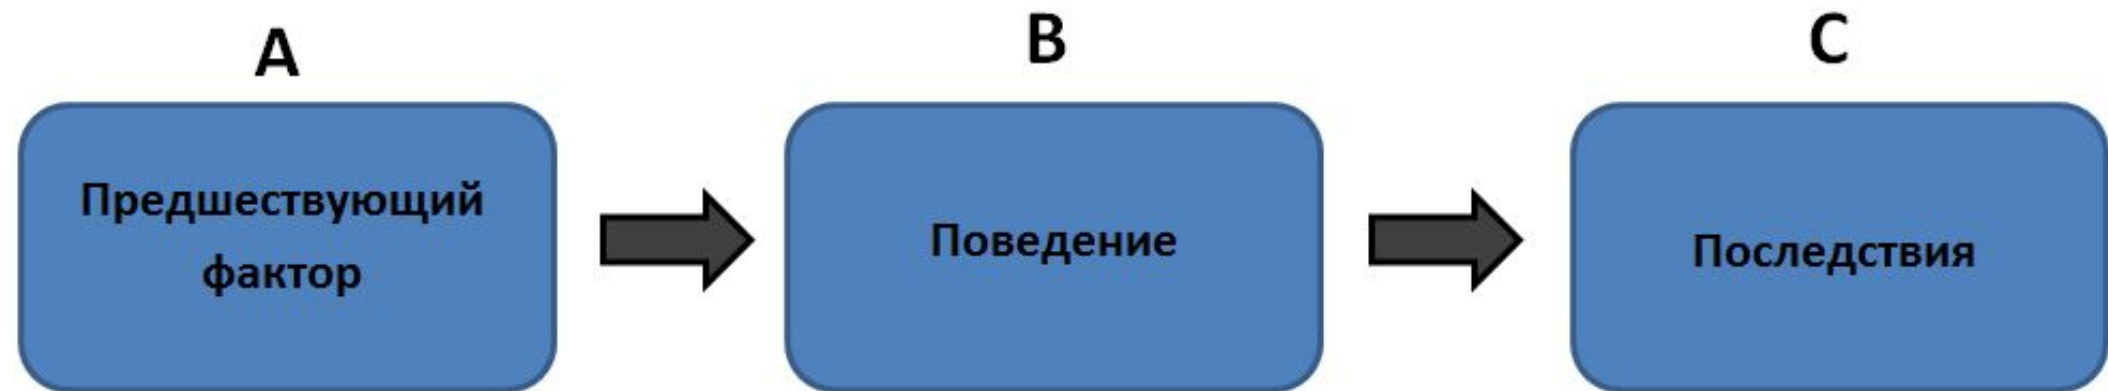 A
B
C
Предшествующий
фактор
Поведение
Последствия